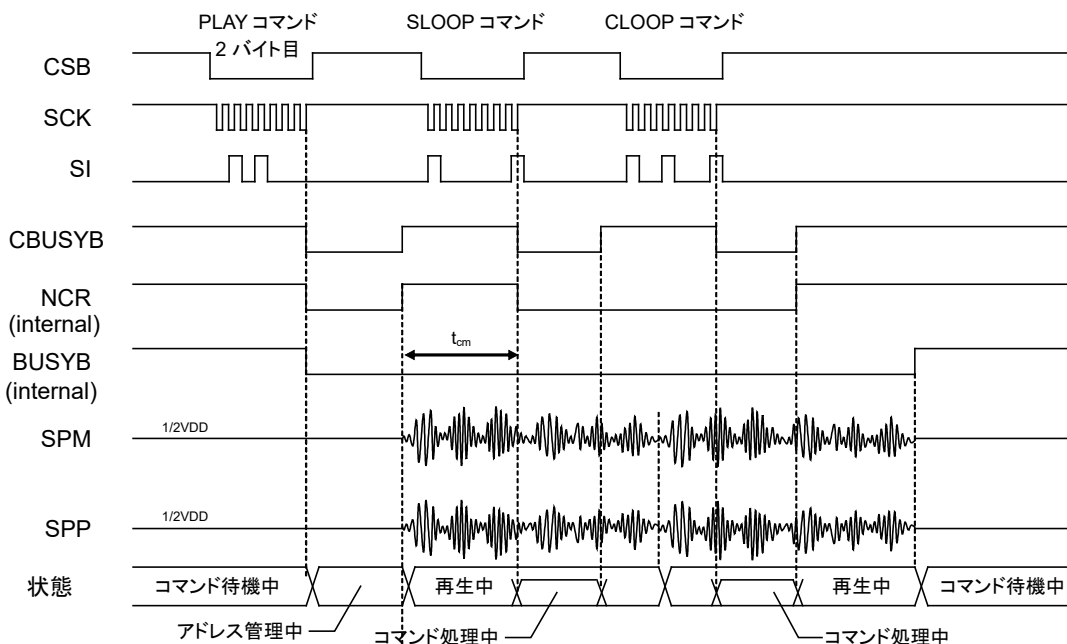 PLAY コマンド
2 バイト目
SLOOP コマンド
CLOOP コマンド
CSB
SCK
SI
CBUSYB
NCR
(internal)
tcm
BUSYB
(internal)
SPM
1/2VDD
SPP
1/2VDD
状態
コマンド待機中
再生中
再生中
コマンド待機中
アドレス管理中
コマンド処理中
コマンド処理中